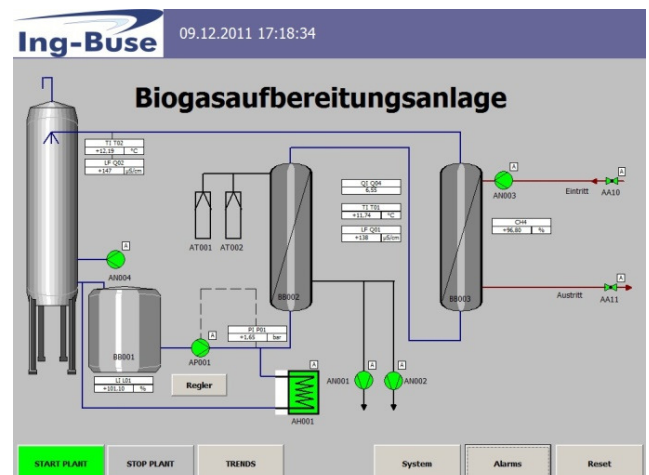 Ing-Buse
09.12.2011 17:18:34
Biogasaufbereitungsanlage
TI T02
+12,19 °C
LF Q02
+147 µS/cm
QI Q04
6.55
TI T01
+11,74 °C
LF Q01
+138 µS/cm
AN003
Eintritt
AA10
CH4
+96,80 %
AT001 AT002
AN004
BB002
BB003
Austritt
AA11
PI P01
+1,65 bar
BB001
AP001
LI L01
+101,10 %
Regler
AN001
AN002
AH001
A
A
A
A
A
A
A
A
START PLANT
STOP PLANT
TRENDS
System
Alarms
Reset